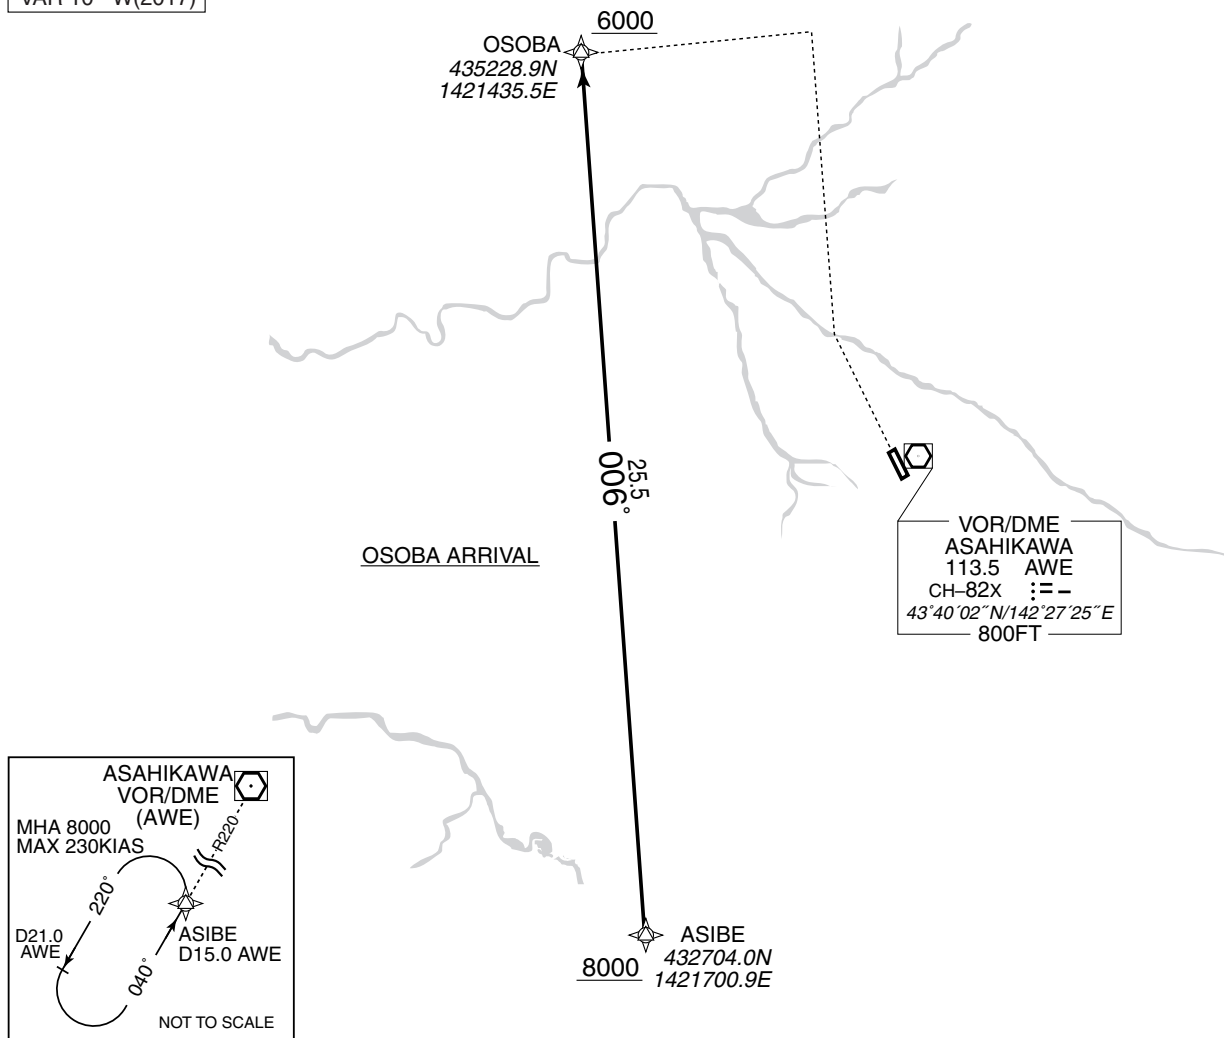 VAR 10° W(2017)
6000
OSOBA
435228.9N
1421435.5E
25.5
006°
OSOBA ARRIVAL
VOR/DME
ASAHIKAWA
113.5 AWE
CH–82X
43°40´02˝N/142°27´25˝E
800FT
ASIBE
432704.0N
1421700.9E
8000
ASAHIKAWA
VOR/DME
(AWE)
MHA 8000
MAX 230KIAS
R220
220°
D21.0
AWE
040°
ASIBE
D15.0 AWE
NOT TO SCALE